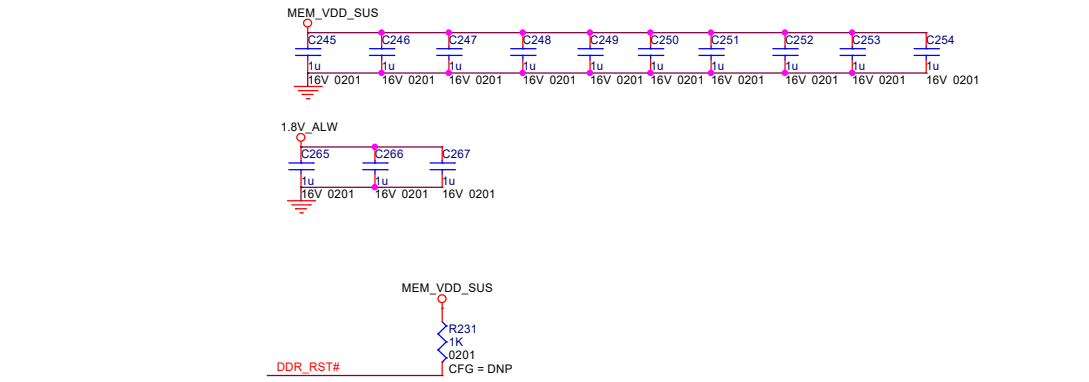 MEM_VDD_SUS
C245 C246 C247 C248 C249 C250 C251 C252 C253 C254
1u 1u 1u 1u 1u 1u 1u 1u 1u 1u
16V 0201 16V 0201 16V 0201 16V 0201 16V 0201 16V 0201 16V 0201 16V 0201 16V 0201 16V 0201
1.8V_ALW
C265 C266 C267
1u 1u 1u
16V 0201 16V 0201 16V 0201
MEM_VDD_SUS
R231
1K
0201
DDR_RST# CFG = DNP